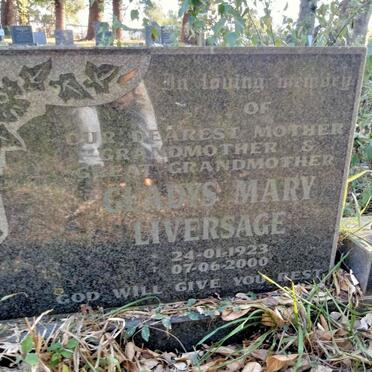 In loving memory
OF
OUR DEAREST MOTHER
GRANDMOTHER &
GREAT GRANDMOTHER
GLADYS MARY
LIVERSAGE
24-01-1923
07-06-2000
GOD WILL GIVE YOU REST